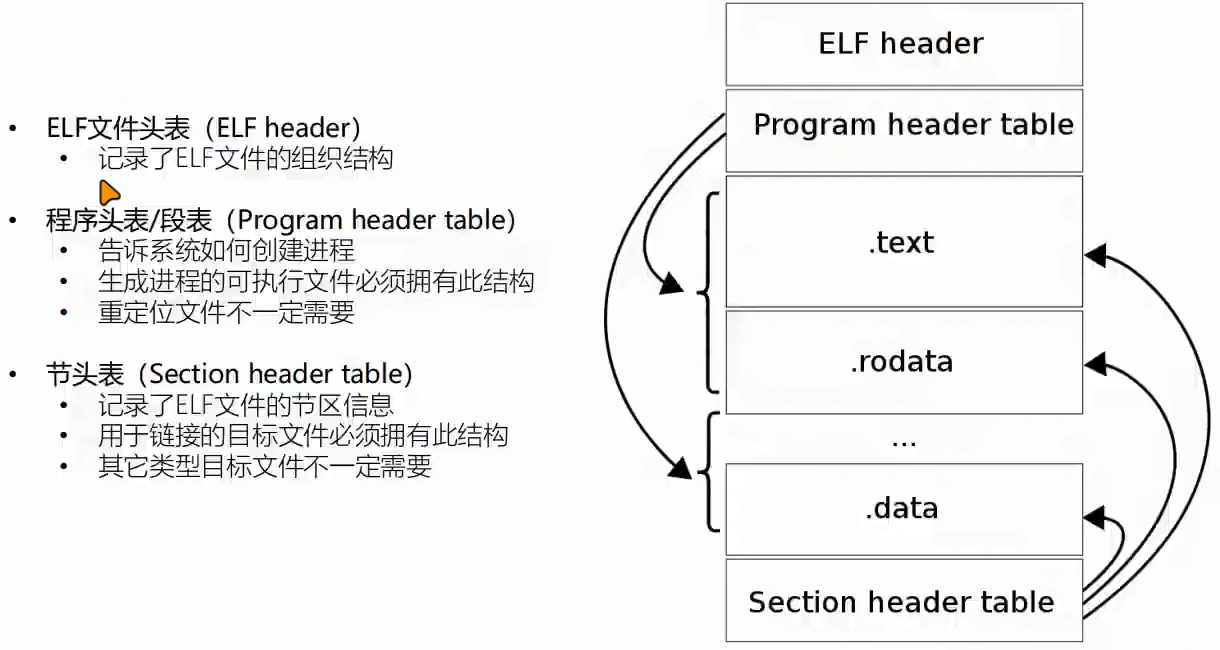 • ELF文件头表（ELF header）
• 记录了ELF文件的组织结构
• 程序头表/段表（Program header table）
• 告诉系统如何创建进程
• 生成进程的可执行文件必须拥有此结构
• 重定位文件不一定需要
• 节头表（Section header table）
• 记录了ELF文件的节区信息
• 用于链接的目标文件必须拥有此结构
• 其它类型目标文件不一定需要
ELF header
Program header table
.text
.rodata
...
.data
Section header table